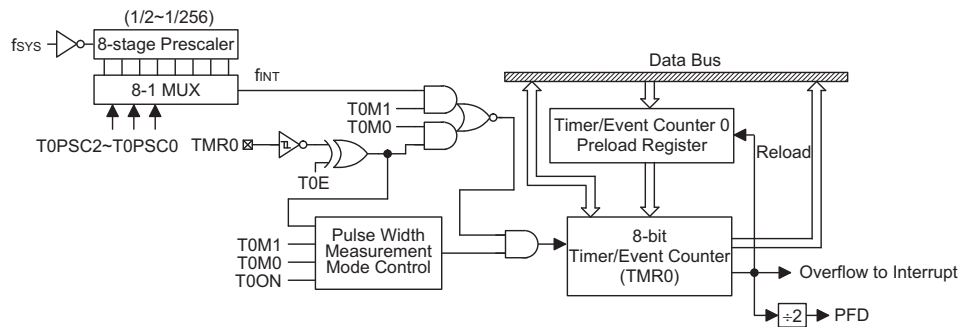 (1/2~1/256)
fSYS
8-stage Prescaler
8-1 MUX
fINT
T0PSC2~T0PSC0
TMR0
T0E
T0M1
T0M0
Data Bus
Timer/Event Counter 0
Preload Register
Reload
T0M1
T0M0
T0ON
Pulse Width
Measurement
Mode Control
8-bit
Timer/Event Counter
(TMR0)
Overflow to Interrupt
÷2
PFD